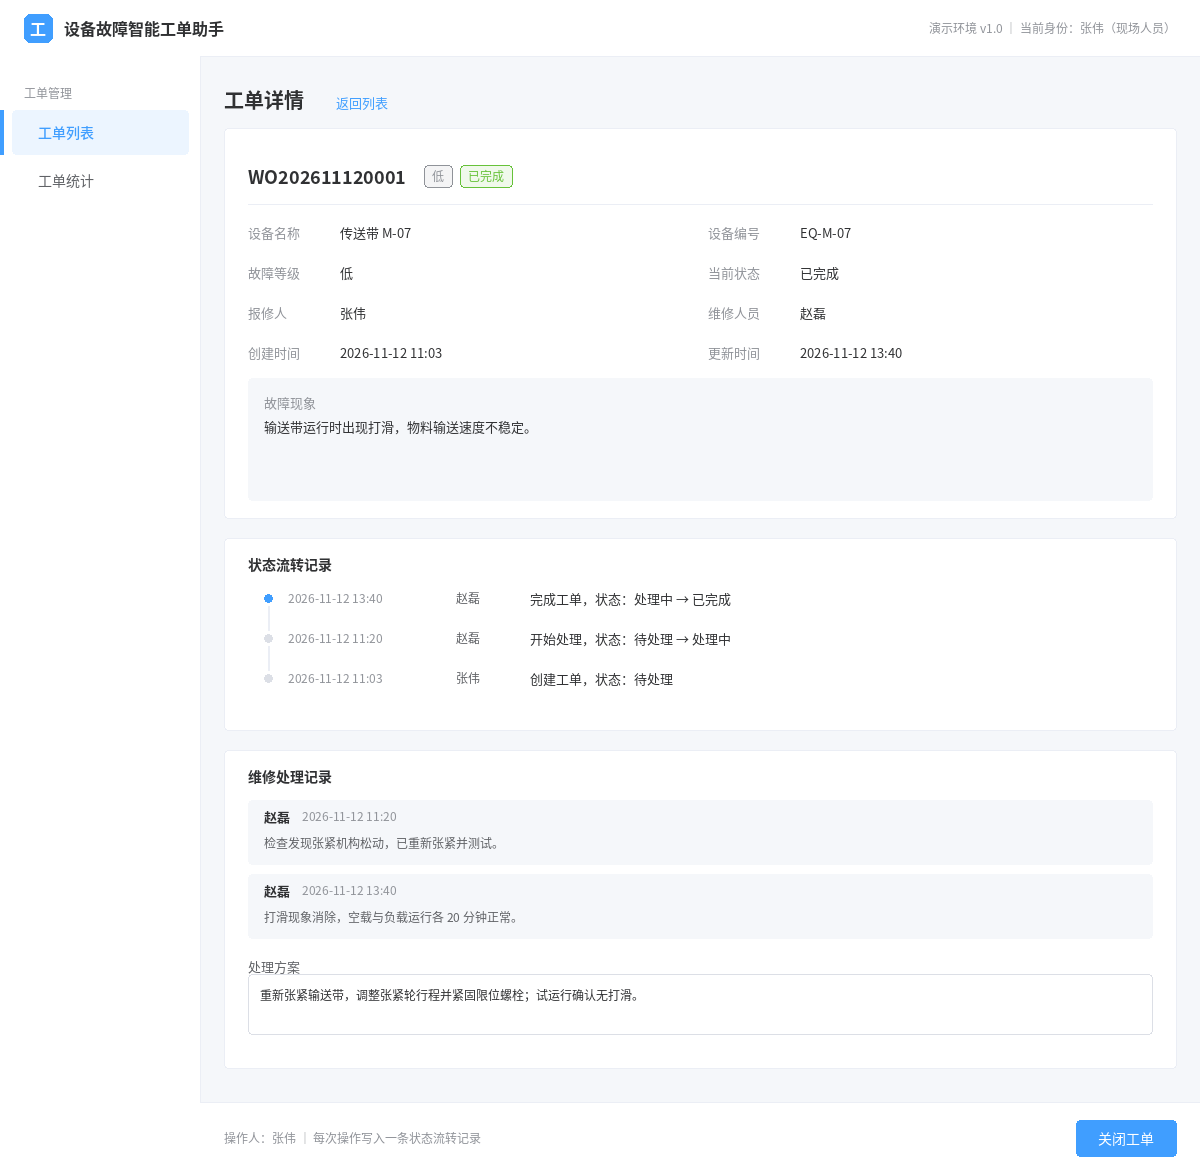 工 设备故障智能工单助手
演示环境 v1.0 | 当前身份：张伟（现场人员）
工单管理
工单列表
工单统计
工单详情 返回列表
WO202611120001 低 已完成
设备名称 传送带 M-07 设备编号 EQ-M-07
故障等级 低 当前状态 已完成
报修人 张伟 维修人员 赵磊
创建时间 2026-11-12 11:03 更新时间 2026-11-12 13:40
故障现象
输送带运行时出现打滑，物料输送速度不稳定。
状态流转记录
2026-11-12 13:40 赵磊 完成工单，状态：处理中 → 已完成
2026-11-12 11:20 赵磊 开始处理，状态：待处理 → 处理中
2026-11-12 11:03 张伟 创建工单，状态：待处理
维修处理记录
赵磊 2026-11-12 11:20
检查发现张紧机构松动，已重新张紧并测试。
赵磊 2026-11-12 13:40
打滑现象消除，空载与负载运行各 20 分钟正常。
处理方案
重新张紧输送带，调整张紧轮行程并紧固限位螺栓；试运行确认无打滑。
操作人：张伟 | 每次操作写入一条状态流转记录
关闭工单